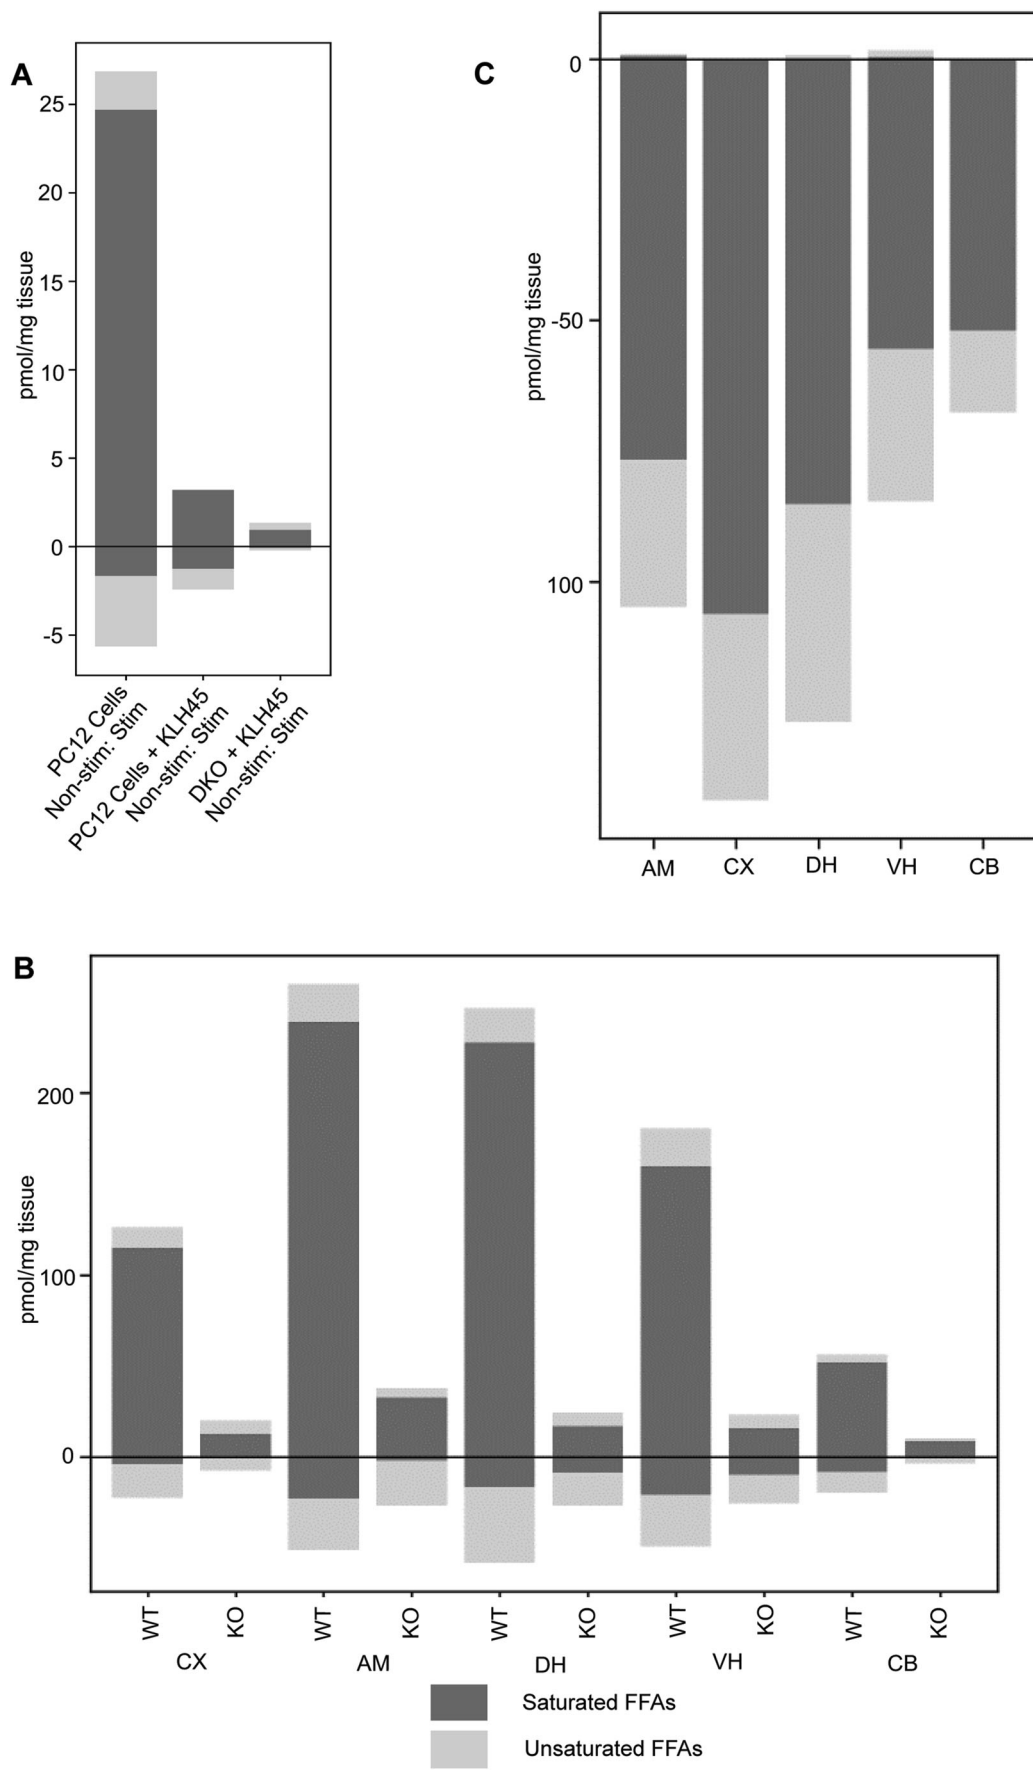 A
25
20
15
10
5
0
-5
pmol/mg tissue
PC12 Cells
Non-stim: Stim
PC12 Cells + KLH45
Non-stim: Stim
DKO + KLH45
Non-stim: Stim
C
0
-50
100
pmol/mg tissue
AM CX DH VH CB
B
200
100
0
pmol/mg tissue
WT KO WT KO WT KO WT KO WT KO
CX AM DH VH CB
Saturated FFAs
Unsaturated FFAs